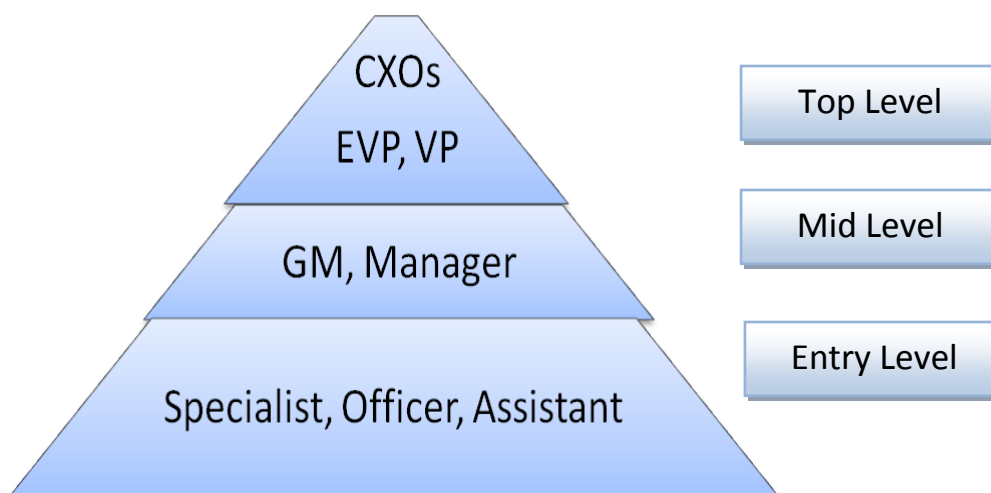 CXOs
EVP, VP
Top Level
GM, Manager
Mid Level
Specialist, Officer, Assistant
Entry Level